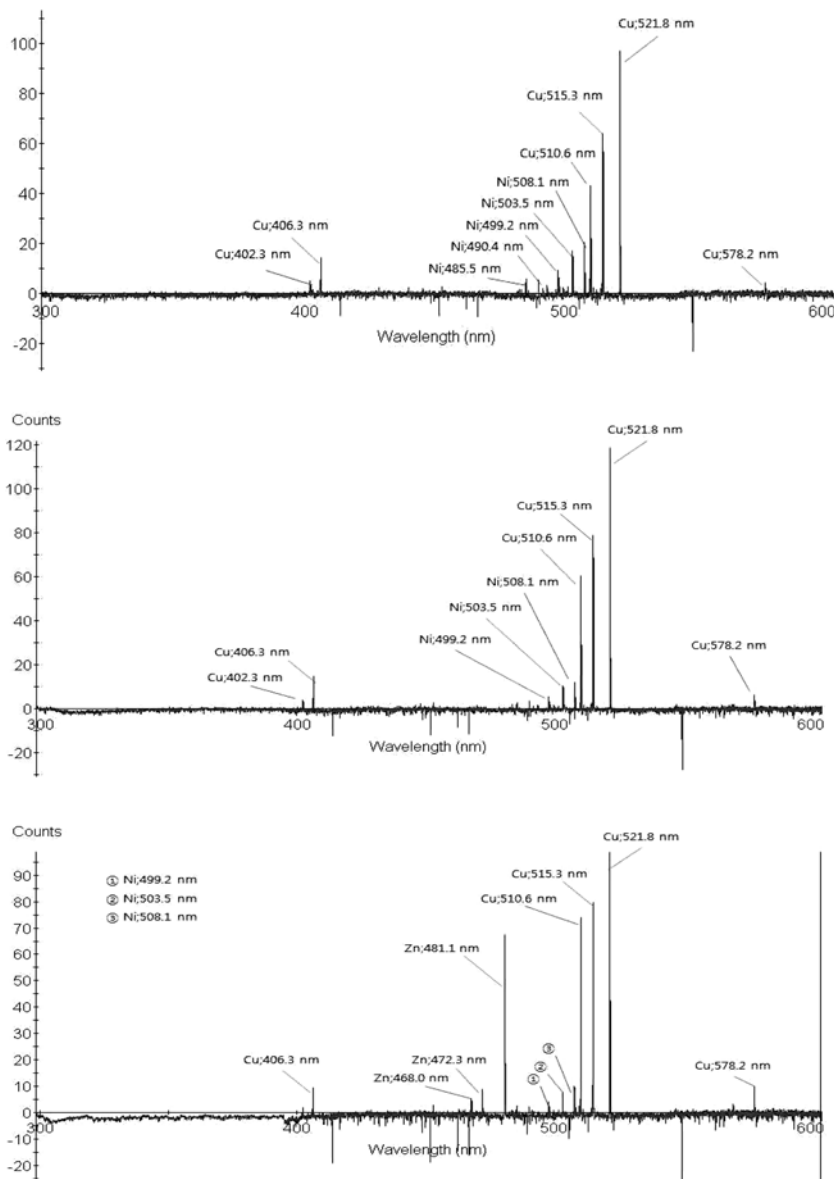 Cu;521.8 nm
100
Cu;515.3 nm
80
60
Cu;510.6 nm
Ni;508.1 nm
40
Ni;503.5 nm
Cu;406.3 nm
Ni;499.2 nm
20
Cu;402.3 nm
Ni;490.4 nm
Ni;485.5 nm
Cu;578.2 nm
0
300
400
500
600
Wavelength (nm)
-20
Counts
Cu;521.8 nm
120
100
Cu;515.3 nm
80
Cu;510.6 nm
60
Ni;508.1 nm
Ni;503.5 nm
40
Ni;499.2 nm
Cu;406.3 nm
Cu;578.2 nm
20
Cu;402.3 nm
0
300
400
500
600
Wavelength (nm)
-20
Counts
Cu;521.8 nm
90
① Ni;499.2 nm
② Ni;503.5 nm
③ Ni;508.1 nm
Cu;515.3 nm
80
Cu;510.6 nm
70
60
Zn;481.1 nm
50
40
30
③
20
Cu;406.3 nm
Zn;472.3 nm
②
Cu;578.2 nm
10
Zn;468.0 nm
①
0
300
400
500
600
-10
Wavelength (nm)
-20